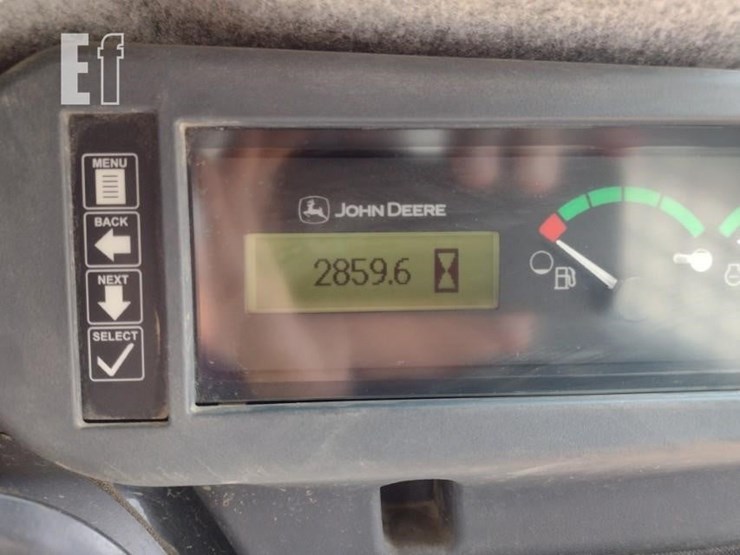 Ef
MENU
BACK
NEXT
SELECT
JOHN DEERE
2859.6